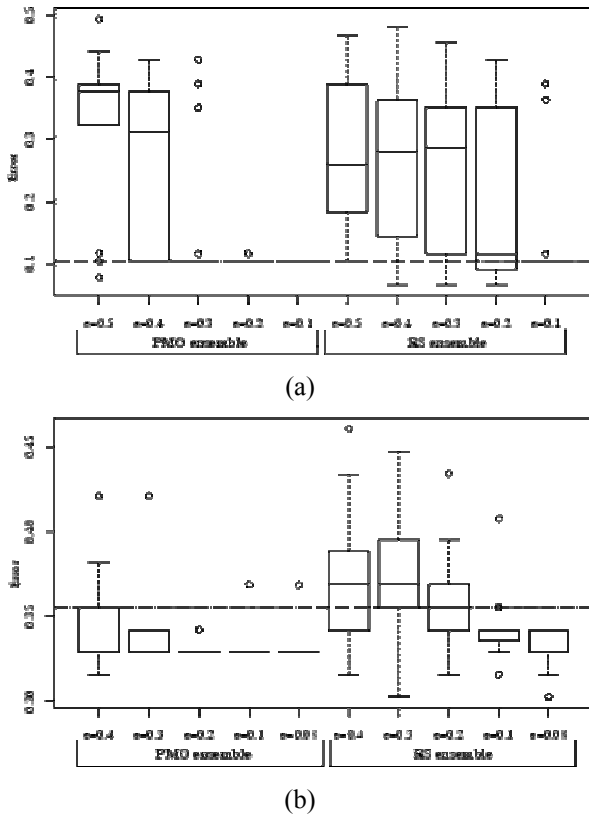 0.5
0.4
0.3
0.2
0.1
Error
e=0.5 e=0.4 e=0.3 e=0.2 e=0.1 e=0.5 e=0.4 e=0.3 e=0.2 e=0.1
PMO ensemble RS ensemble
(a)
0.45
0.40
0.35
0.30
Error
e=0.4 e=0.3 e=0.2 e=0.1 e=0.05 e=0.4 e=0.3 e=0.2 e=0.1 e=0.05
PMO ensemble RS ensemble
(b)